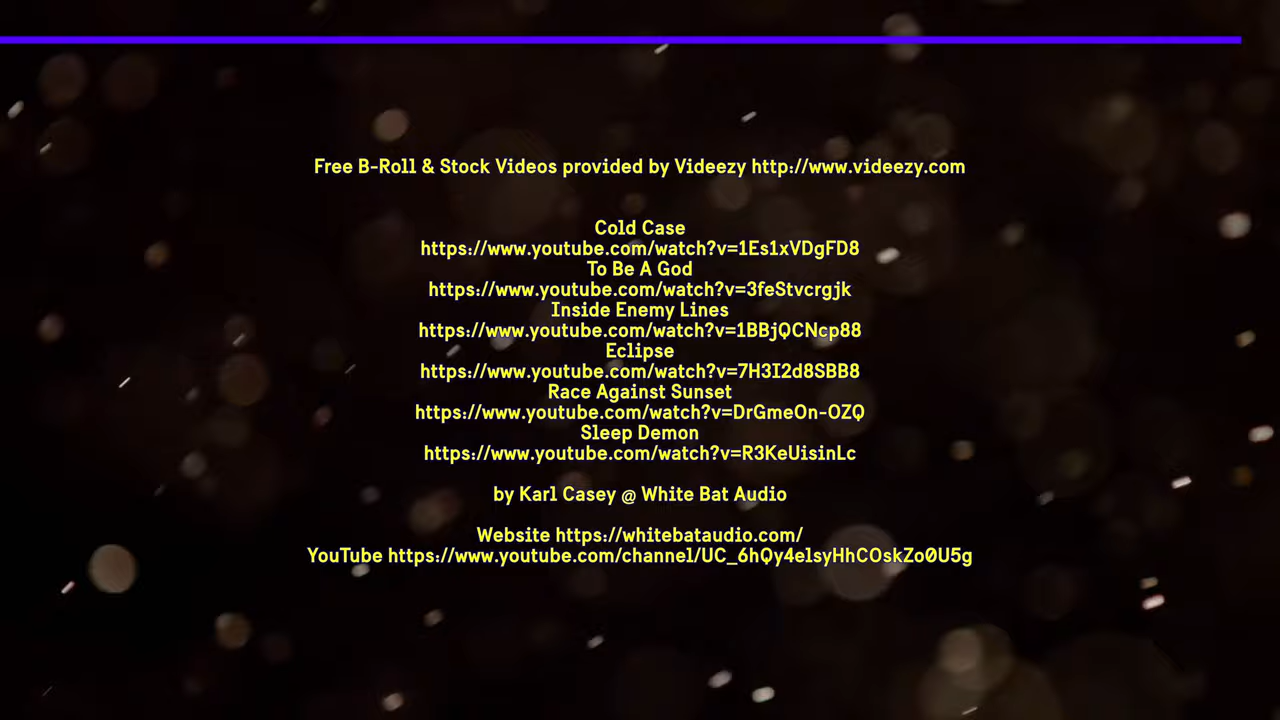 Free B-Roll & Stock Videos provided by Videezy http://www.videezy.com
Cold Case
https://www.youtube.com/watch?v=1Es1xVDgFD8
To Be A God
https://www.youtube.com/watch?v=3feStvcrgjk
Inside Enemy Lines
https://www.youtube.com/watch?v=1BBjQCNcp88
Eclipse
https://www.youtube.com/watch?v=7H3I2d8SBB8
Race Against Sunset
https://www.youtube.com/watch?v=DrGmeOn-OZQ
Sleep Demon
https://www.youtube.com/watch?v=R3KeUisinLc
by Karl Casey @ White Bat Audio
Website https://whitebataudio.com/
YouTube https://www.youtube.com/channel/UC_6hQy4elsyHhCOskZo0U5g